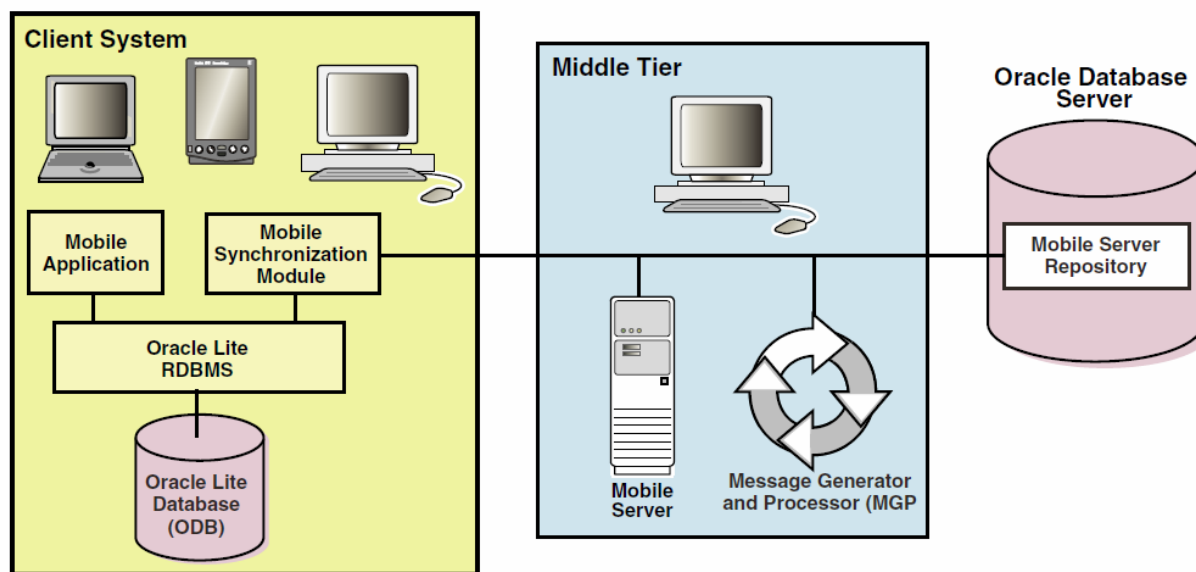 Client System
Mobile
Application
Mobile
Synchronization
Module
Oracle Lite
RDBMS
Oracle Lite
Database
(ODB)
Middle Tier
Mobile
Server
Message Generator
and Processor (MGP
Oracle Database
Server
Mobile Server
Repository